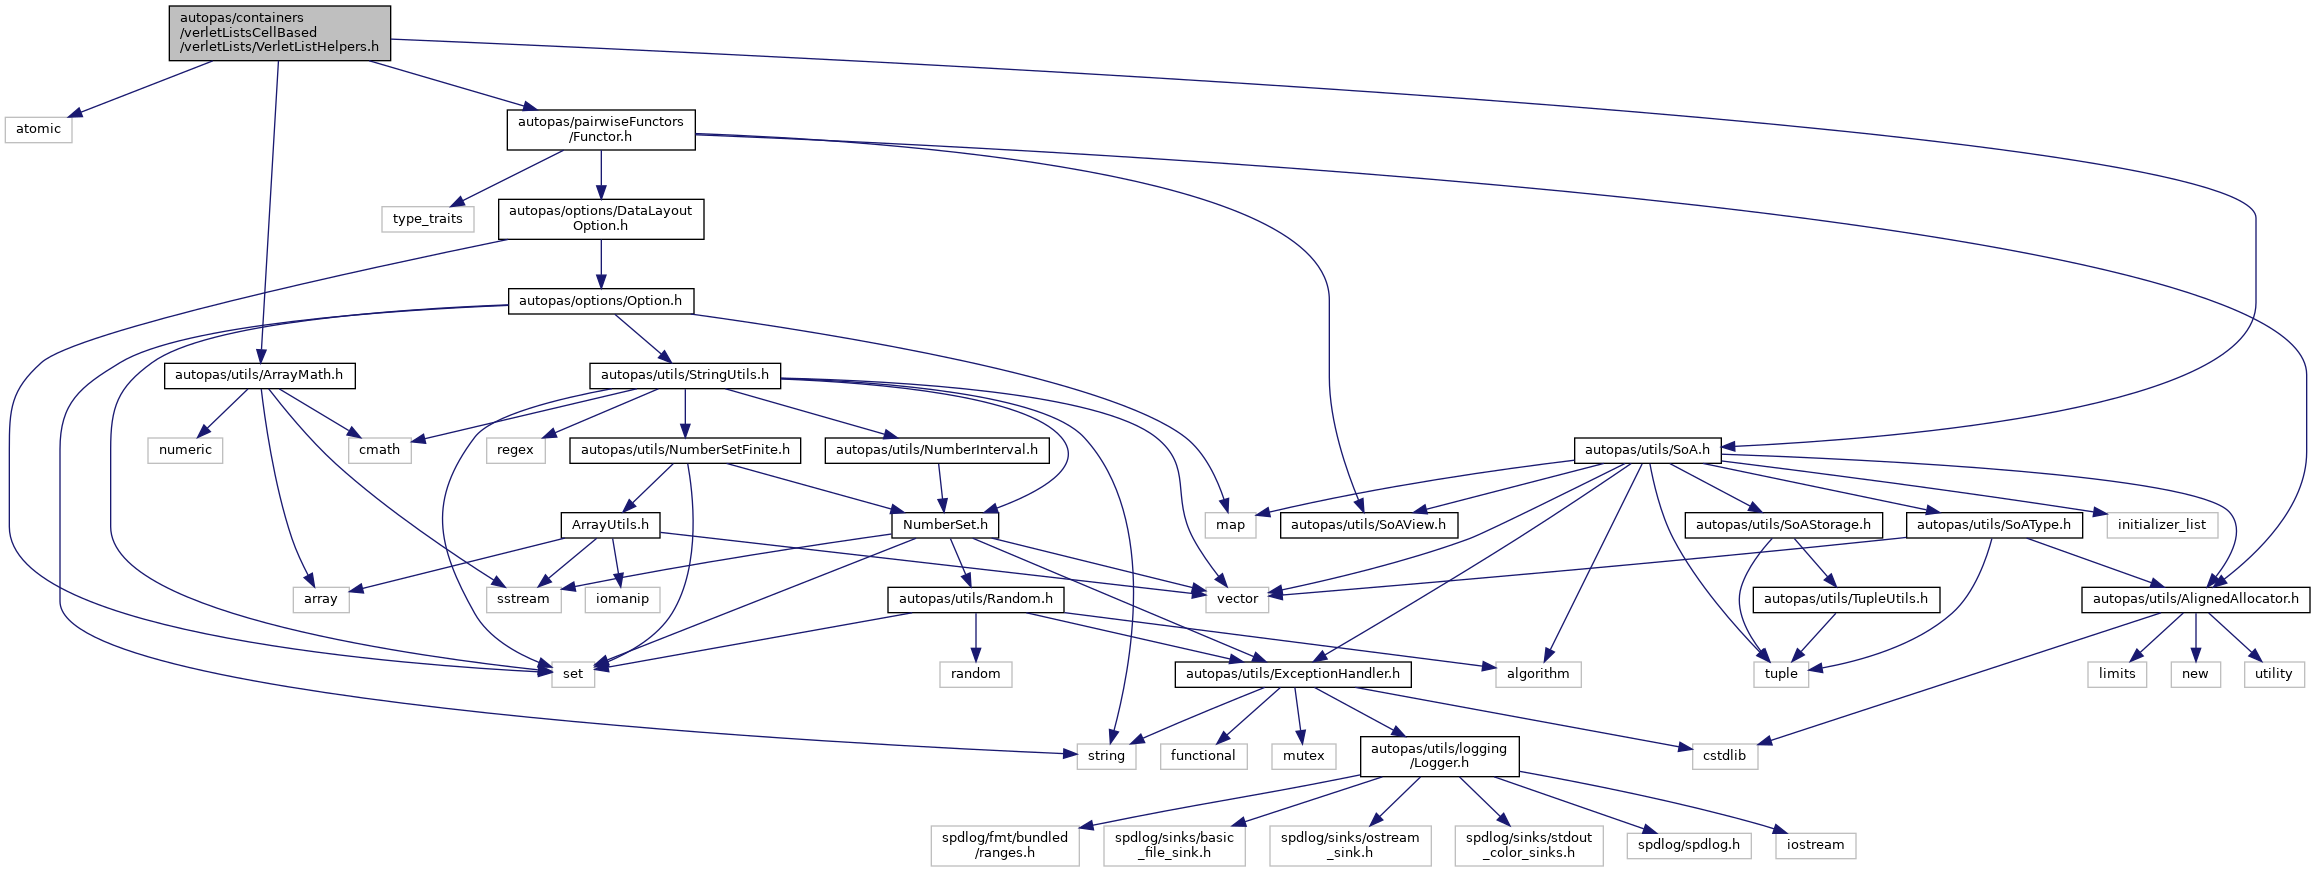 autopas/containers
/verletListsCellBased
/verletLists/VerletListHelpers.h
atomic
autopas/pairwiseFunctors
/Functor.h
type_traits
autopas/options/DataLayout
Option.h
autopas/options/Option.h
autopas/utils/ArrayMath.h
autopas/utils/StringUtils.h
numeric
cmath
regex
autopas/utils/NumberSetFinite.h
autopas/utils/NumberInterval.h
autopas/utils/SoA.h
ArrayUtils.h
NumberSet.h
map
autopas/utils/SoAView.h
autopas/utils/SoAStorage.h
autopas/utils/SoAType.h
initializer_list
array
sstream
iomanip
autopas/utils/Random.h
vector
autopas/utils/TupleUtils.h
autopas/utils/AlignedAllocator.h
set
random
autopas/utils/ExceptionHandler.h
algorithm
tuple
limits
new
utility
string
functional
mutex
autopas/utils/logging
/Logger.h
cstdlib
spdlog/fmt/bundled
/ranges.h
spdlog/sinks/basic
_file_sink.h
spdlog/sinks/ostream
_sink.h
spdlog/sinks/stdout
_color_sinks.h
spdlog/spdlog.h
iostream